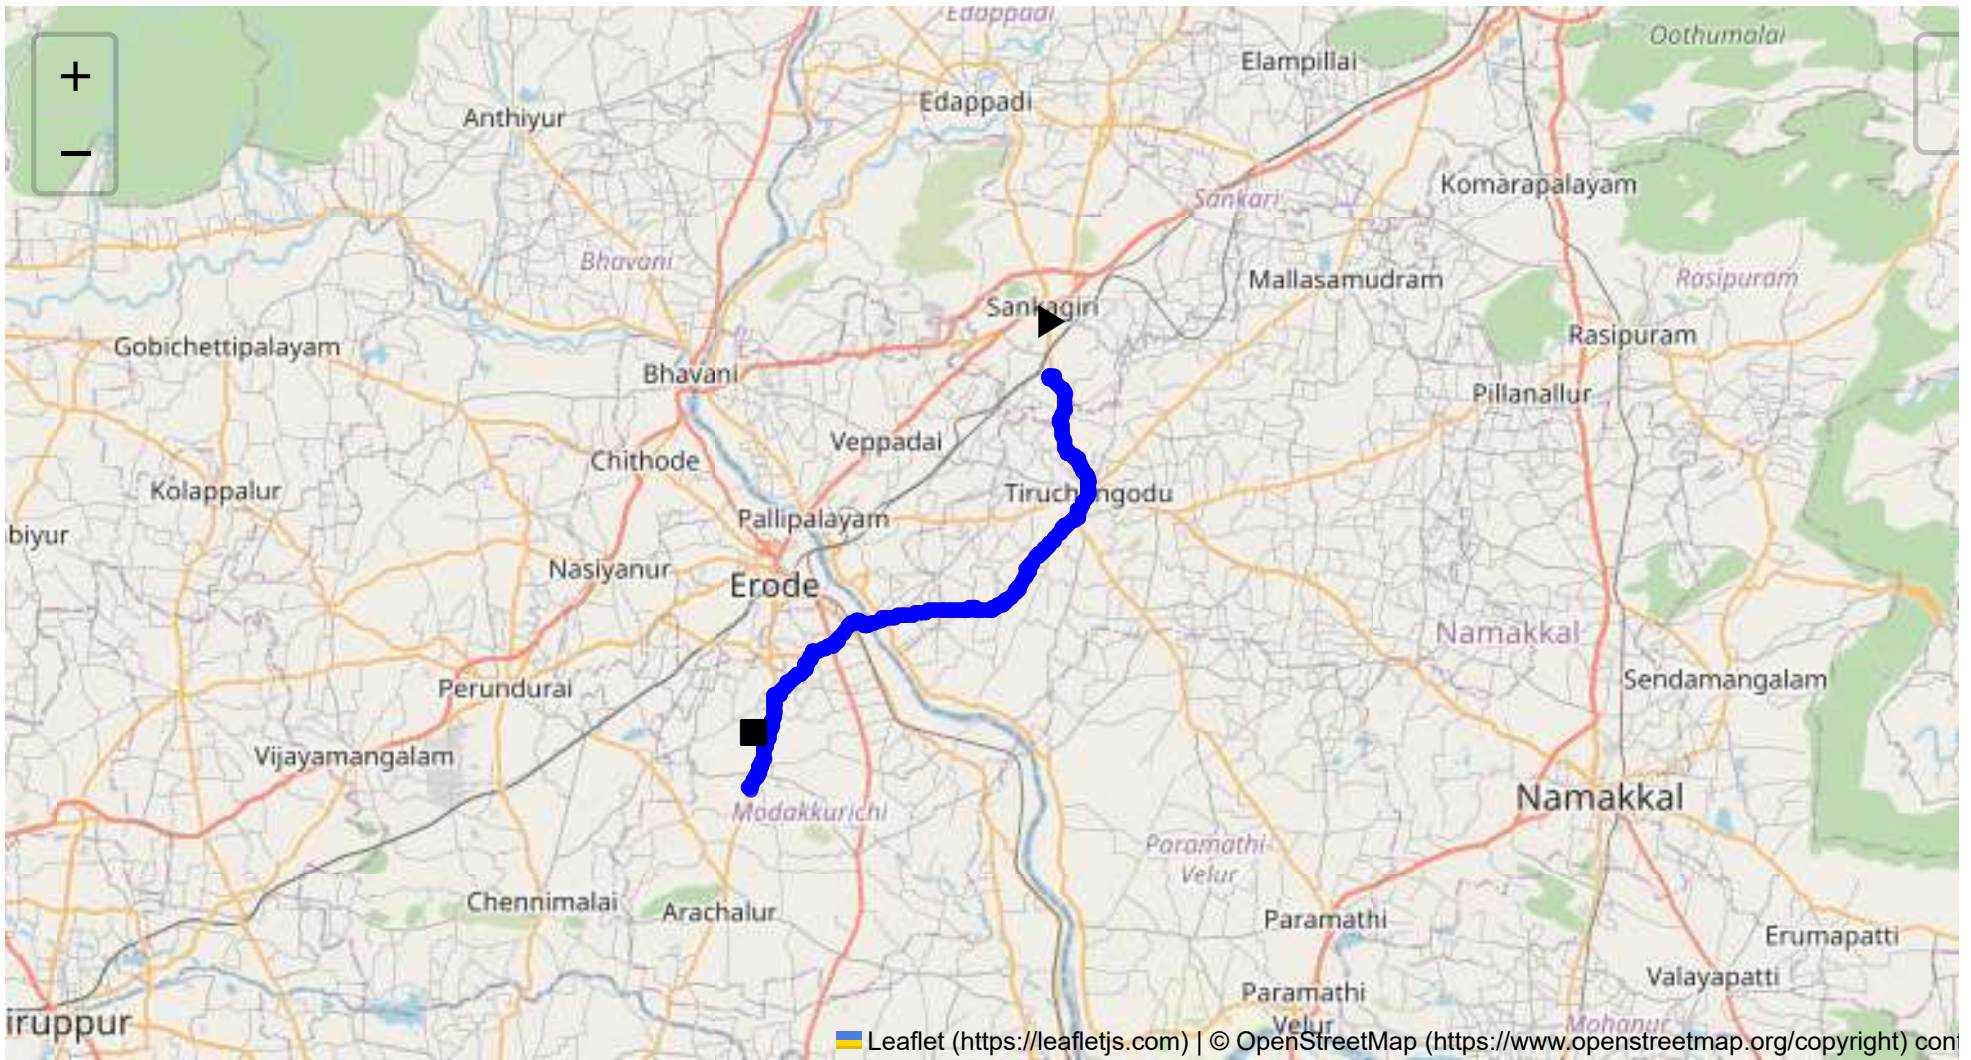 Edappadi
Oothumalai
+
Elampillai
Edappadi
Anthiyur
−
Komarapalayam
Sankari
Bhavani
Rasipuram
Mallasamudram
Sankagiri
Rasipuram
Gobichettipalayam
Bhavani
Pillanallur
Veppadai
Chithode
Kolappalur
Tiruch ngodu
Pallipalayam
biyur
Nasiyanur
Erode
Namakkal
Sendamangalam
Perundurai
Vijayamangalam
Namakkal
Modakkurichi
Paramathi-
Velur
Chennimalai
Arachalur
Paramathi
Erumapatti
Valayapatti
Paramathi
Velur
iruppur
Mohanur
Leaflet (https://leafletjs.com) | © OpenStreetMap (https://www.openstreetmap.org/copyright) con